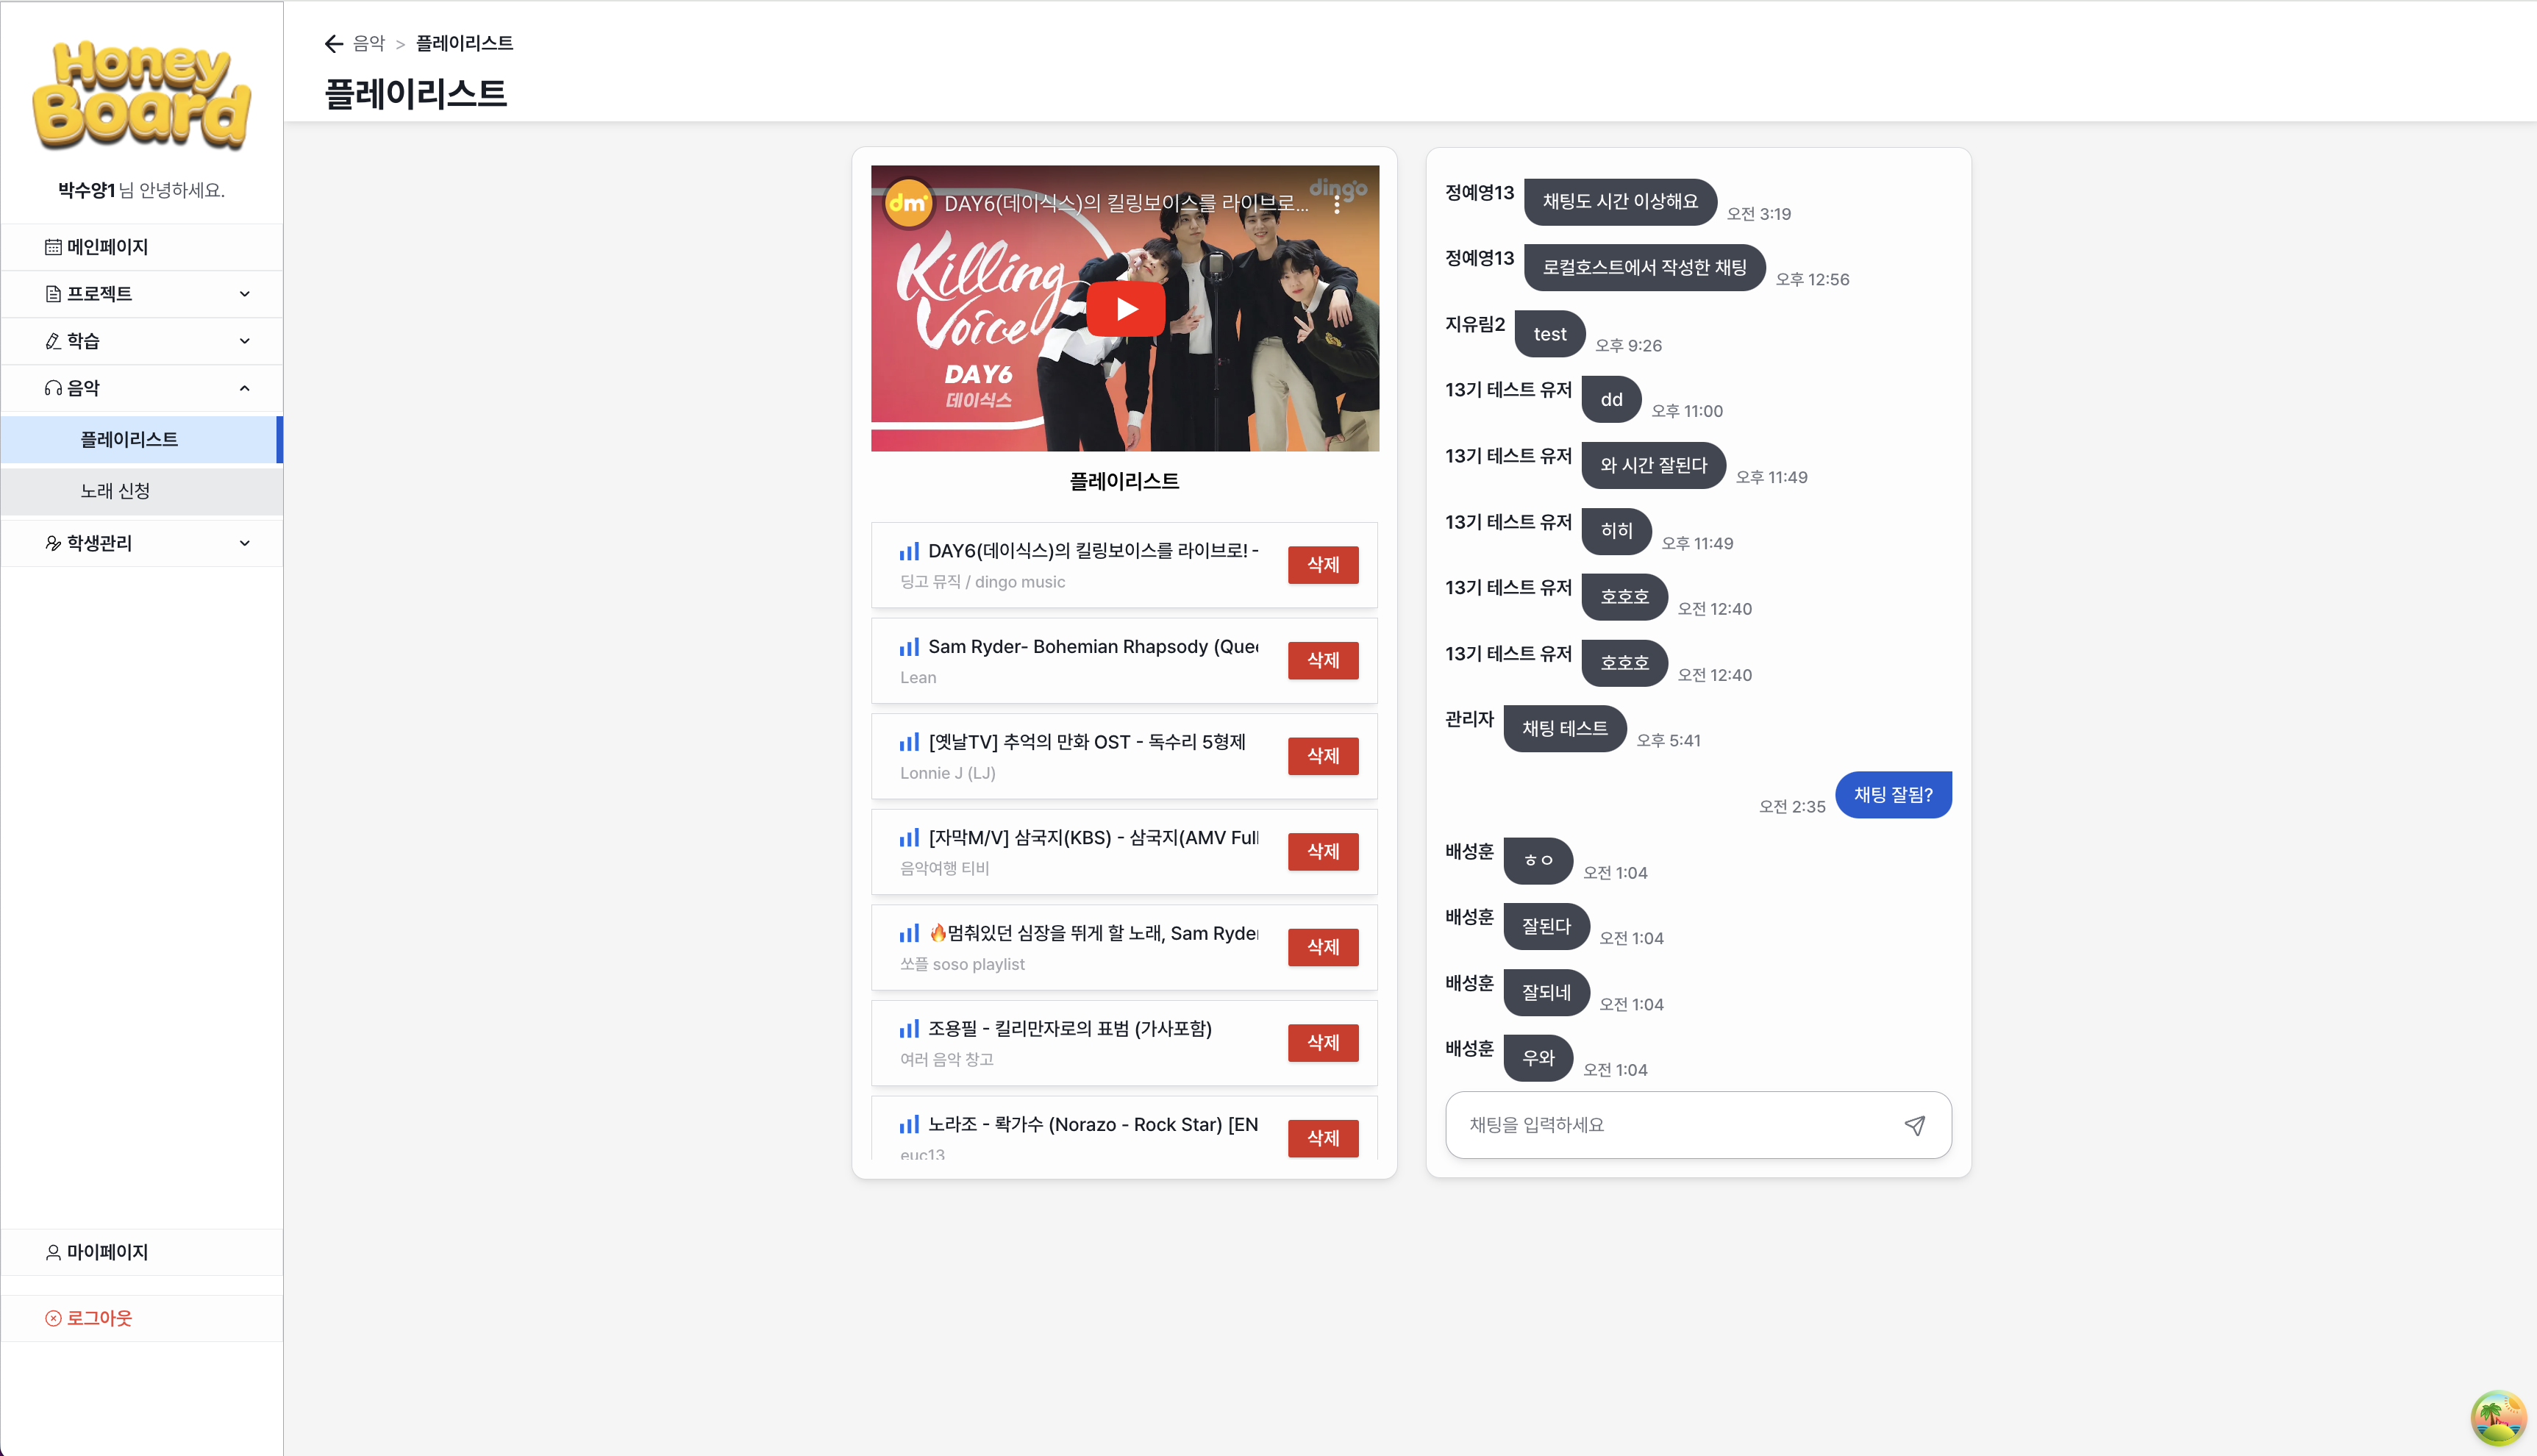 Honey
Board
박수양1 님 안녕하세요.
메인페이지
프로젝트
학습
음악
플레이리스트
노래 신청
학생관리
마이페이지
로그아웃
음악 > 플레이리스트
플레이리스트
dm
DAY6(데이식스)의 킬링보이스를 라이브로...
dingo
Killing
Voice
DAY6
데이식스
플레이리스트
DAY6(데이식스)의 킬링보이스를 라이브로! -
딩고 뮤직 / dingo music
삭제
Sam Ryder- Bohemian Rhapsody (Quee
Lean
삭제
[옛날TV] 추억의 만화 OST - 독수리 5형제
Lonnie J (LJ)
삭제
[자막M/V] 삼국지(KBS) - 삼국지(AMV Full
음악여행 티비
삭제
🔥멈춰있던 심장을 뛰게 할 노래, Sam Ryder
쏘플 soso playlist
삭제
조용필 - 킬리만자로의 표범 (가사포함)
여러 음악 창고
삭제
노라조 - 롹가수 (Norazo - Rock Star) [EN
euc13
삭제
정예영13 채팅도 시간 이상해요 오전 3:19
정예영13 로컬호스트에서 작성한 채팅 오후 12:56
지유림2 test 오후 9:26
13기 테스트 유저 dd 오후 11:00
13기 테스트 유저 와 시간 잘된다 오후 11:49
13기 테스트 유저 히히 오후 11:49
13기 테스트 유저 호호호 오전 12:40
13기 테스트 유저 호호호 오전 12:40
관리자 채팅 테스트 오후 5:41
오전 2:35 채팅 잘됨?
배성훈 ㅎㅇ 오전 1:04
배성훈 잘된다 오전 1:04
배성훈 잘되네 오전 1:04
배성훈 우와 오전 1:04
채팅을 입력하세요